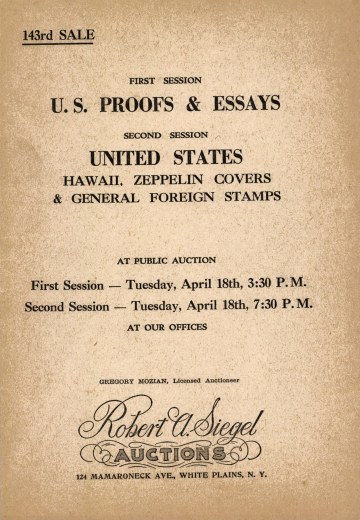 143rd SALE
FIRST SESSION
U. S. PROOFS & ESSAYS
SECOND SESSION
UNITED STATES
HAWAII, ZEPPELIN COVERS
& GENERAL FOREIGN STAMPS
AT PUBLIC AUCTION
First Session — Tuesday, April 18th, 3:30 P. M.
Second Session — Tuesday, April 18th, 7:30 P. M.
AT OUR OFFICES
GREGORY MOZIAN, Licensed Auctioneer
Robert A. Siegel
AUCTIONS
124 MAMARONECK AVE., WHITE PLAINS, N. Y.